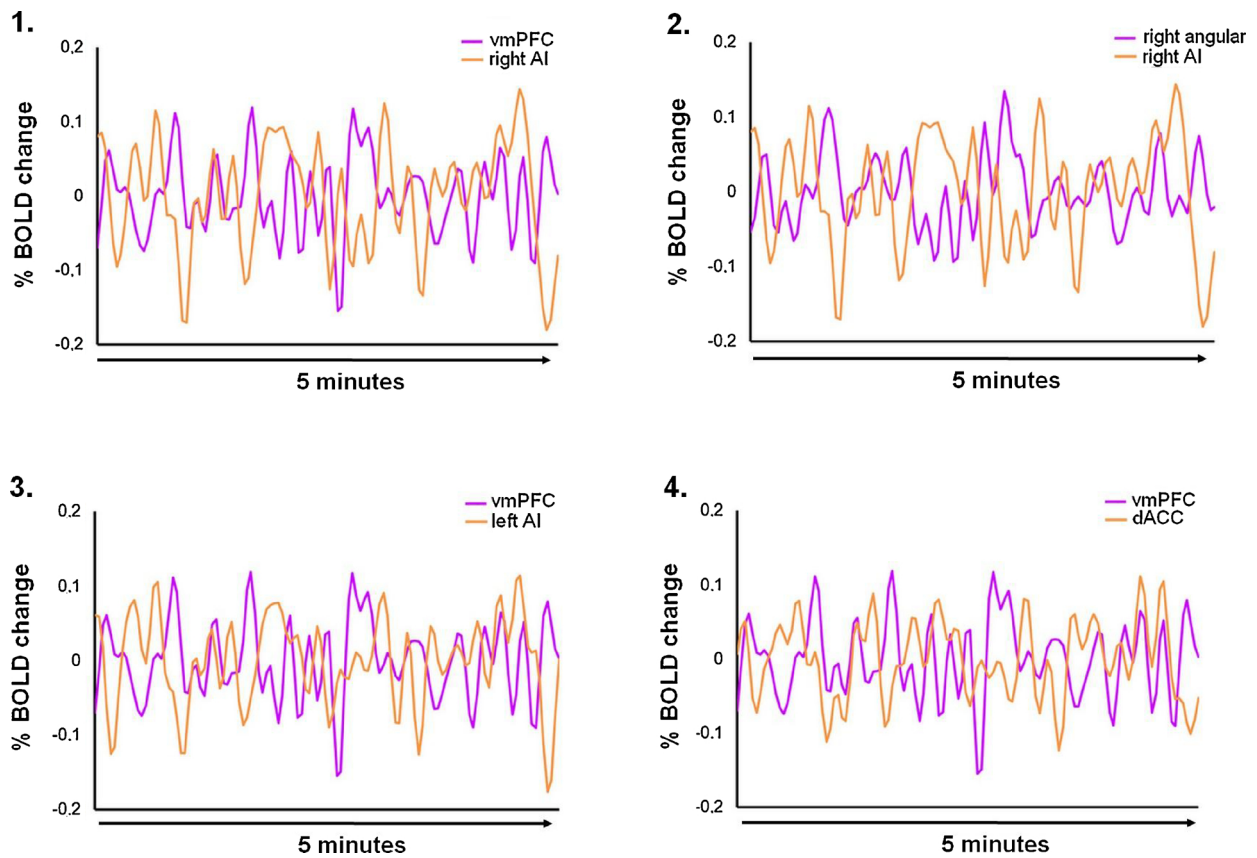 1.
vmPFC
right AI
% BOLD change
0,2
0,1
0
-0,1
-0,2
5 minutes
2.
right angular
right AI
% BOLD change
0,2
0,1
0
-0,1
-0,2
5 minutes
3.
vmPFC
left AI
% BOLD change
0,2
0,1
0
-0,1
-0,2
5 minutes
4.
vmPFC
dACC
% BOLD change
0,2
0,1
0
-0,1
-0,2
5 minutes